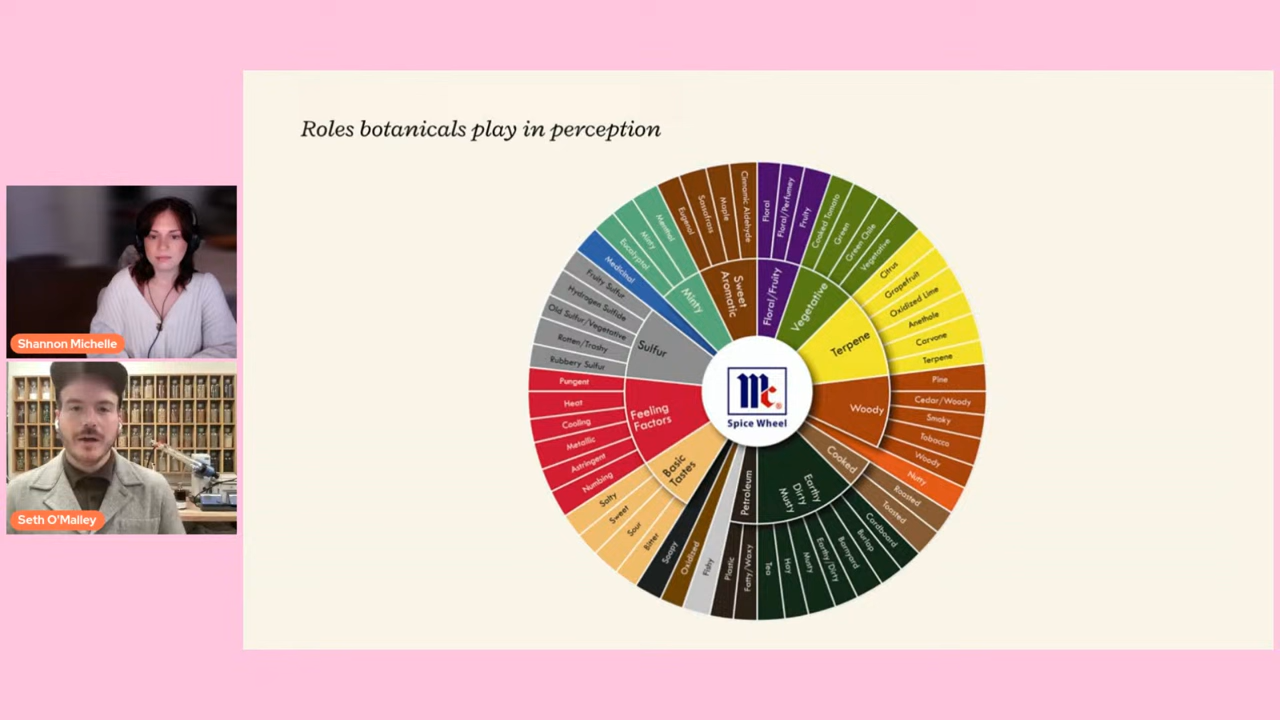 Roles botanicals play in perception
Floral
Floral/Perfumey
Fruity
Cooked Tomato
Green
Green Chile
Vegetative
Citrus
Grapefruit
Oxidized Lime
Anethole
Carvone
Terpene
Pine
Cedar/Woody
Smoky
Tobacco
Woody
Nutty
Roasted
Toasted
Cardboard
Burlap
Barnyard
Earthy/Dirty
Musty
Hay
Tea
Fatty/Waxy
Plastic
Fishy
Oxidized
Soapy
Bitter
Sour
Sweet
Salty
Numbing
Astringent
Metallic
Cooling
Heat
Pungent
Rubbery Sulfur
Rotten/Trashy
Old Sulfur/Vegetative
Hydrogen Sulfide
Fruity Sulfur
Medicinal
Eucalyptol
Minty
Menthol
Eugenol
Sassafrass
Maple
Cinnamic Aldehyde
Floral/Fruity
Vegetative
Terpene
Woody
Cooked
Earthy
Dirty
Musty
Petroleum
Basic
Tastes
Feeling
Factors
Sulfur
Minty
Sweet
Aromatic
Mc®
Spice Wheel
Shannon Michelle
Seth O'Malley